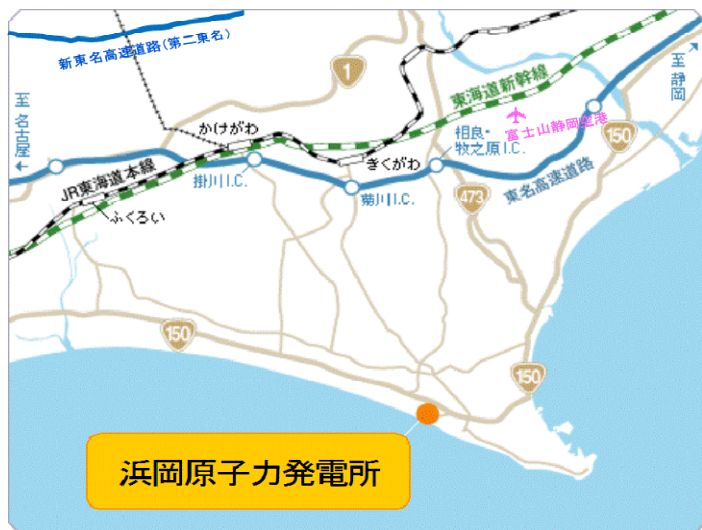 新東名高速道路(第二東名)
1
至 静岡
東海道新幹線
至 名古屋
富士山静岡空港
かけがわ
相良・
牧之原I.C.
150
きくがわ
JR東海道本線
掛川I.C.
菊川I.C.
東名高速道路
473
ふくろい
150
150
浜岡原子力発電所